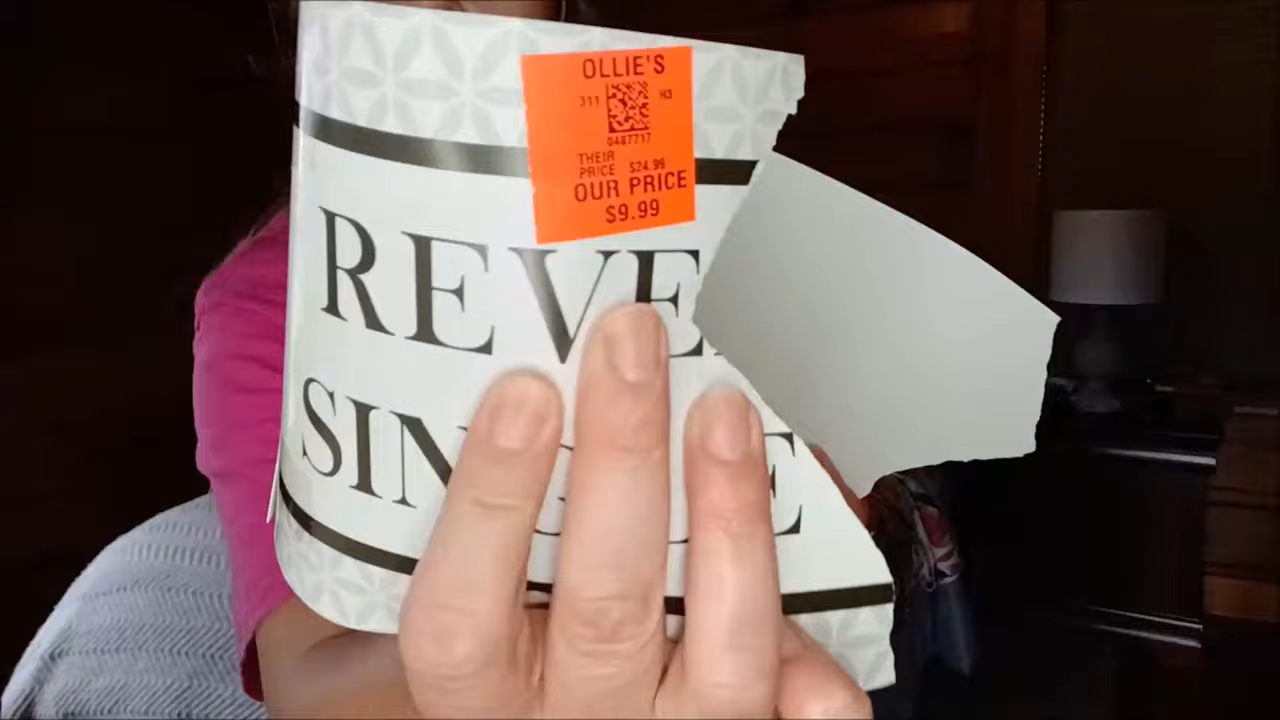 OLLIE'S
311 H3
0487717
THEIR
PRICE $24.99
OUR PRICE
$9.99
REVE
SIN